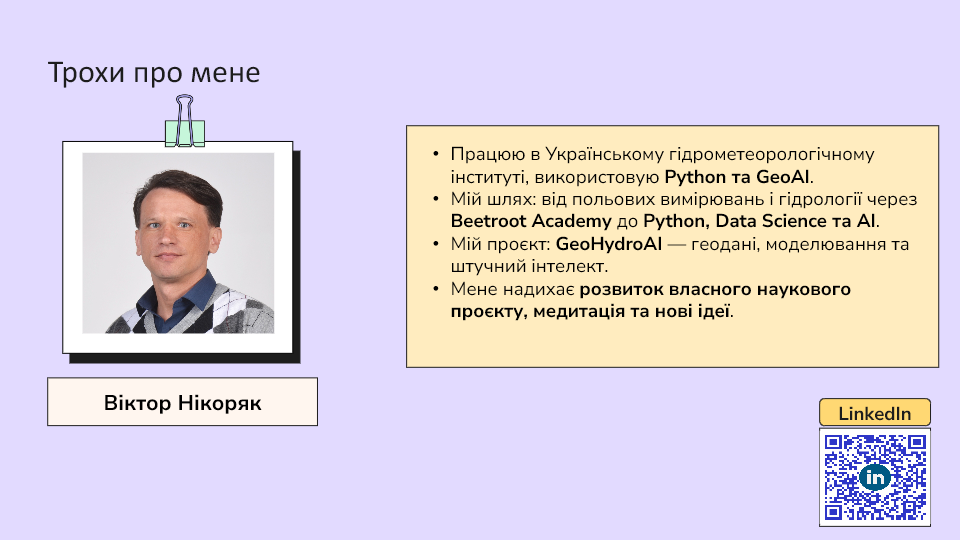 Трохи про мене
Працюю в Українському гідрометеорологічному
інституті, використовую Python та GeoAI.
Мій шлях: від польових вимірювань і гідрології через
Beetroot Academy до Python, Data Science та AI.
Мій проєкт: GeoHydroAI — геодані, моделювання та
штучний інтелект.
Мене надихає розвиток власного наукового
проєкту, медитація та нові ідеї.
Віктор Нікоряк
LinkedIn
in